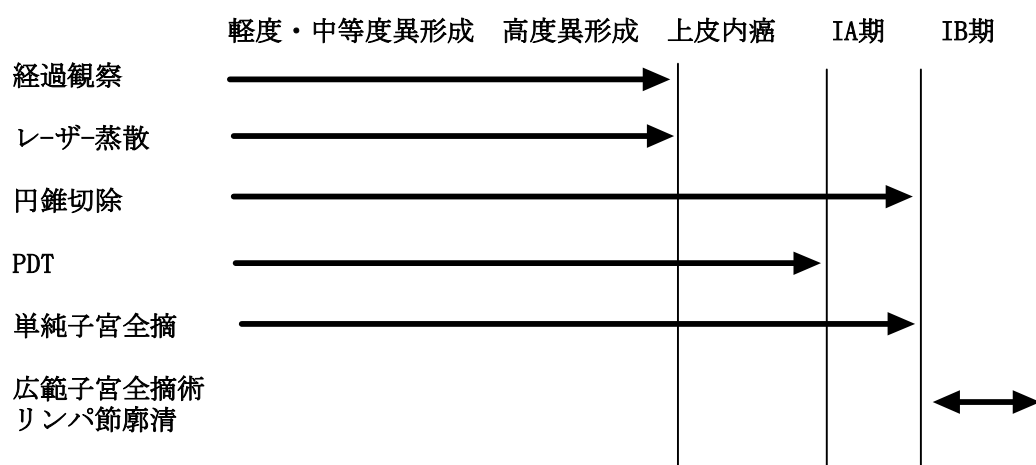 軽度・中等度異形成 高度異形成 上皮内癌 IA期 IB期
経過観察
レーザー蒸散
円錐切除
PDT
単純子宮全摘
広範子宮全摘術
リンパ節廓清